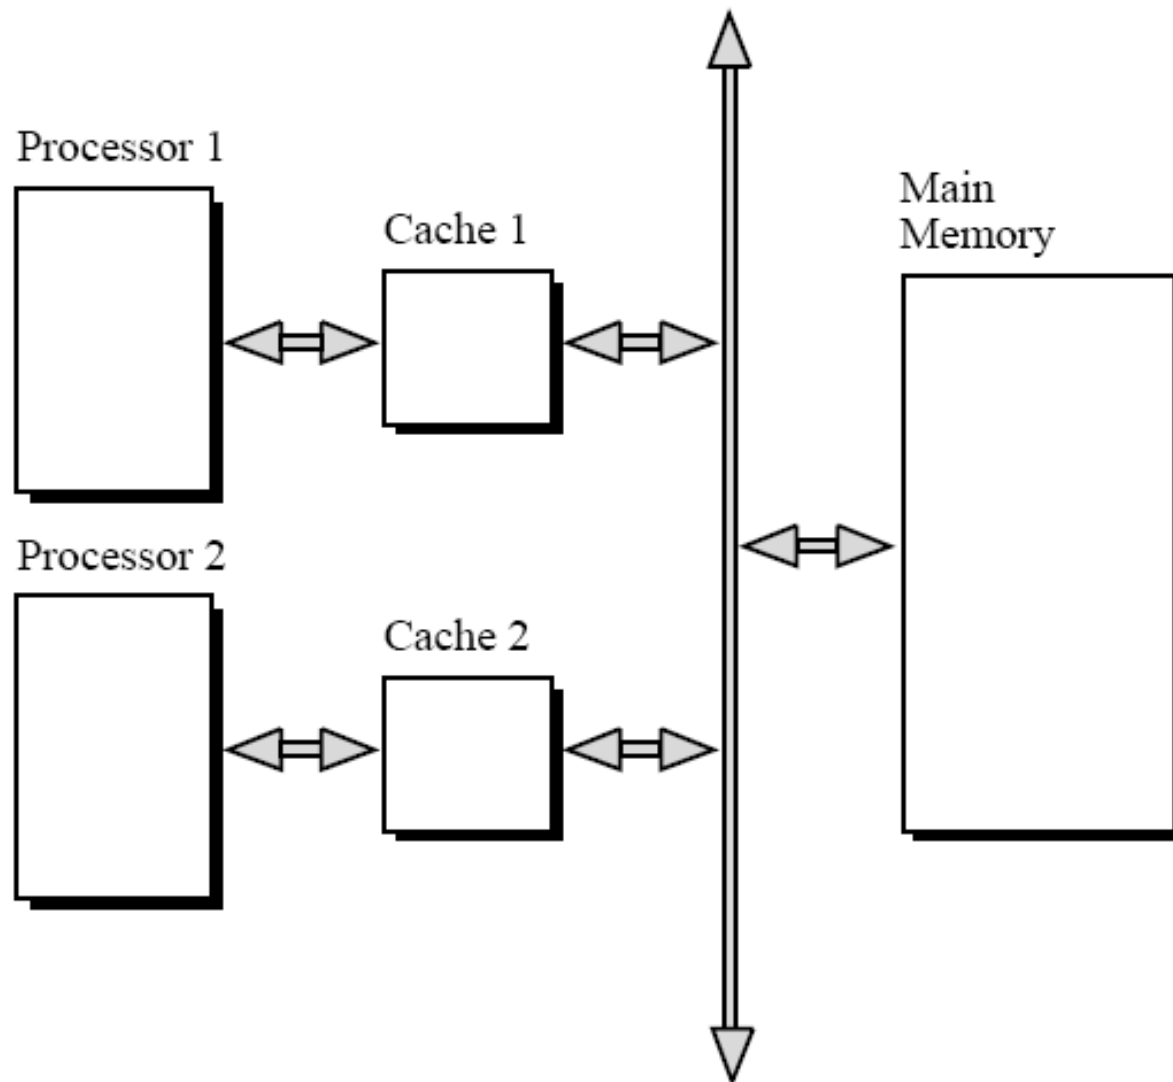 Processor 1
Cache 1
Main
Memory
Processor 2
Cache 2